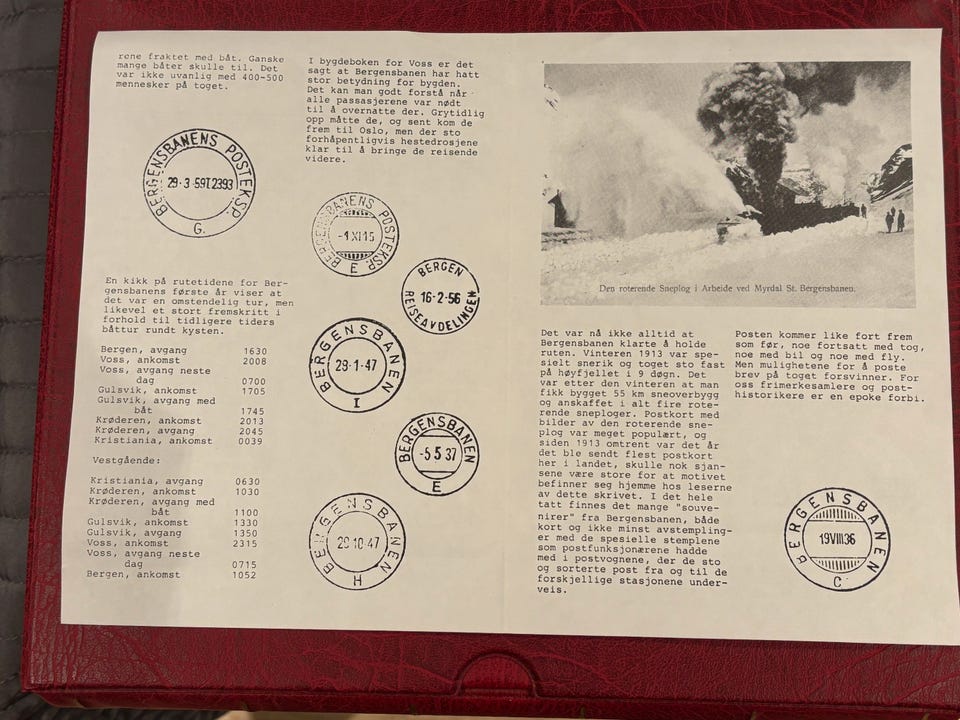 rene fraktet med båt. Ganske
mange båter skulle til. Det
var ikke uvanlig med 400-500
mennesker på toget.
BERGENSBANENS POSTEKSP.
29-3-59T.2393
G.
En kikk på rutetidene for Ber-
gensbanens første år viser at
det var en omstendelig tur, men
likevel et stort fremskritt i
forhold til tidligere tiders
båttur rundt kysten.
Bergen, avgang 1630
Voss, ankomst 2008
Voss, avgang neste
dag 0700
Gulsvik, ankomst 1705
Gulsvik, avgang med
båt 1745
Krøderen, ankomst 2013
Krøderen, avgang 2045
Kristiania, ankomst 0039
Vestgående:
Kristiania, avgang 0630
Krøderen, ankomst 1030
Krøderen, avgang med
båt 1100
Gulsvik, ankomst 1330
Gulsvik, avgang 1350
Voss, ankomst 2315
Voss, avgang neste
dag 0715
Bergen, ankomst 1052
I bygdeboken for Voss er det
sagt at Bergensbanen har hatt
stor betydning for bygden.
Det kan man godt forstå når
alle passasjerene var nødt
til å overnatte der. Grytidlig
opp måtte de, og sent kom de
frem til Oslo, men der sto
forhåpentligvis hestedrosjene
klar til å bringe de reisende
videre.
BERGENSBANENS POSTEKSP.
-4 XI 15
E
BERGEN
16-2-56
REISEAVDELINGEN
BERGENSBANEN
29-1-47
I
BERGENSBANEN
-5 5 37
E
BERGENSBANEN
20 10 47
H
Den roterende Sneplog i Arbeide ved Myrdal St. Bergensbanen.
Det var nå ikke alltid at
Bergensbanen klarte å holde
ruten. Vinteren 1913 var spe-
sielt snerik og toget sto fast
på høyfjellet i 9 døgn. Det
var etter den vinteren at man
fikk bygget 55 km sneoverbygg
og anskaffet i alt fire rote-
rende sneploger. Postkort med
bilder av den roterende sne-
plog var meget populært, og
siden 1913 omtrent var det år
det ble sendt flest postkort
her i landet, skulle nok sjan-
sene være store for at motivet
befinner seg hjemme hos leserne
av dette skrivet. I det hele
tatt finnes det mange "souve-
nirer" fra Bergensbanen, både
kort og ikke minst avstempling-
er med de spesielle stemplene
som postfunksjonærene hadde
med i postvognene, der de sto
og sorterte post fra og til de
forskjellige stasjonene under-
veis.
Posten kommer like fort frem
som før, noe fortsatt med tog,
noe med bil og noe med fly.
Men mulighetene for å poste
brev på toget forsvinner. For
oss frimerkesamlere og post-
historikere er en epoke forbi.
BERGENSBANEN
19 VIII 36
C